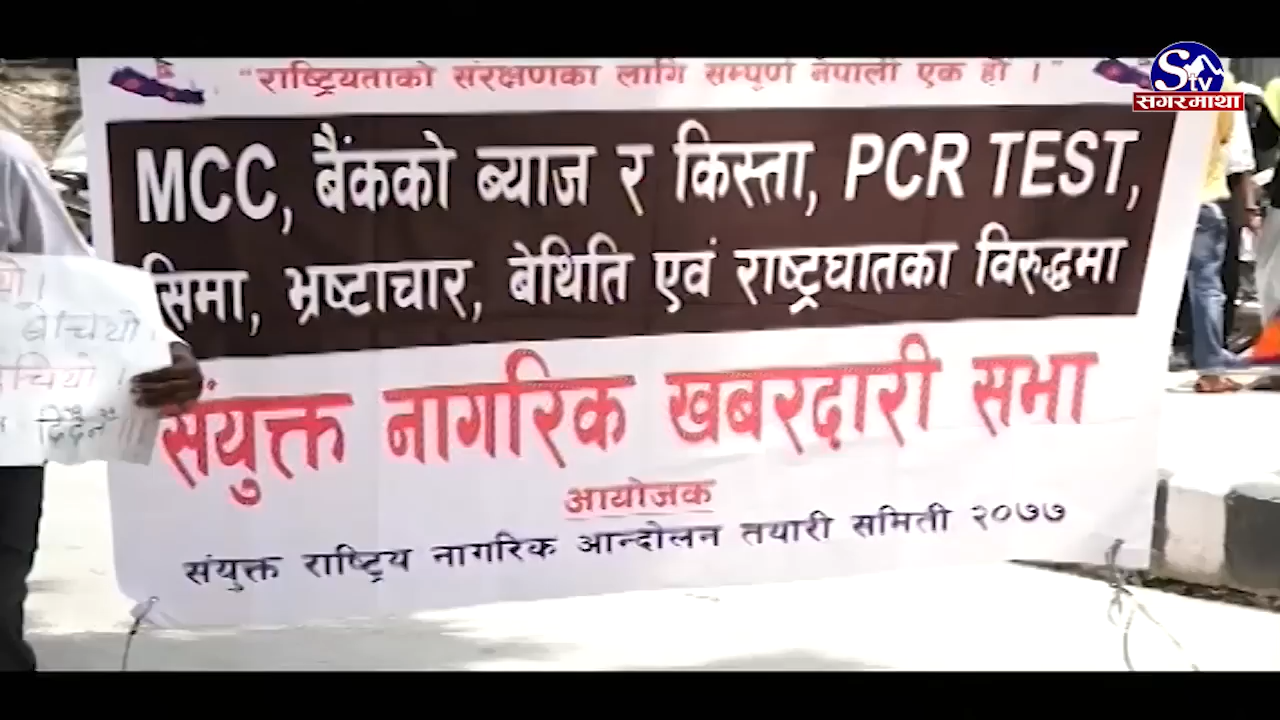 "राष्ट्रियताको संरक्षणका लागि सम्पूर्ण नेपाली एक हौं ।"
S tv
सगरमाथा
MCC, बैंकको ब्याज र किस्ता, PCR TEST,
सिमा, भ्रष्टाचार, बेथिति एवं राष्ट्रघातका विरुद्धमा
संयुक्त नागरिक खबरदारी सभा
आयोजक
संयुक्त राष्ट्रिय नागरिक आन्दोलन तयारी समिती २०७७
बेचियो
दिदैनौं !!!